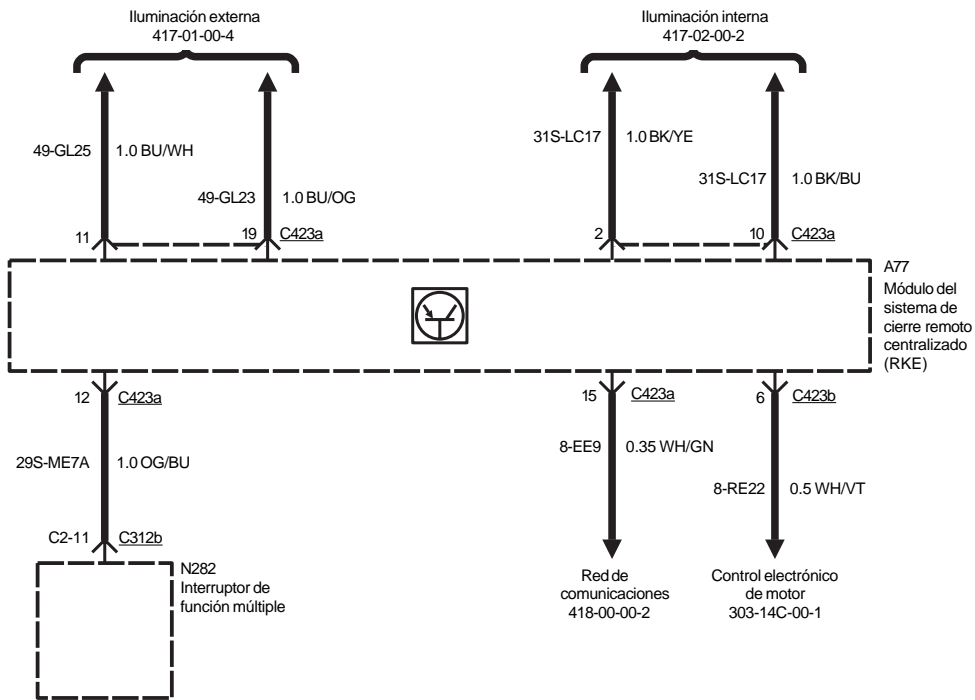 Iluminación externa
417-01-00-4
Iluminación interna
417-02-00-2
49-GL25 1.0 BU/WH
49-GL23 1.0 BU/OG
31S-LC17 1.0 BK/YE
31S-LC17 1.0 BK/BU
11 19 C423a
2 10 C423a
A77
Módulo del
sistema de
cierre remoto
centralizado
(RKE)
12 C423a
15 C423a
6 C423b
29S-ME7A 1.0 OG/BU
8-EE9 0.35 WH/GN
8-RE22 0.5 WH/VT
C2-11 C312b
N282
Interruptor de
función múltiple
Red de
comunicaciones
418-00-00-2
Control electrónico
de motor
303-14C-00-1